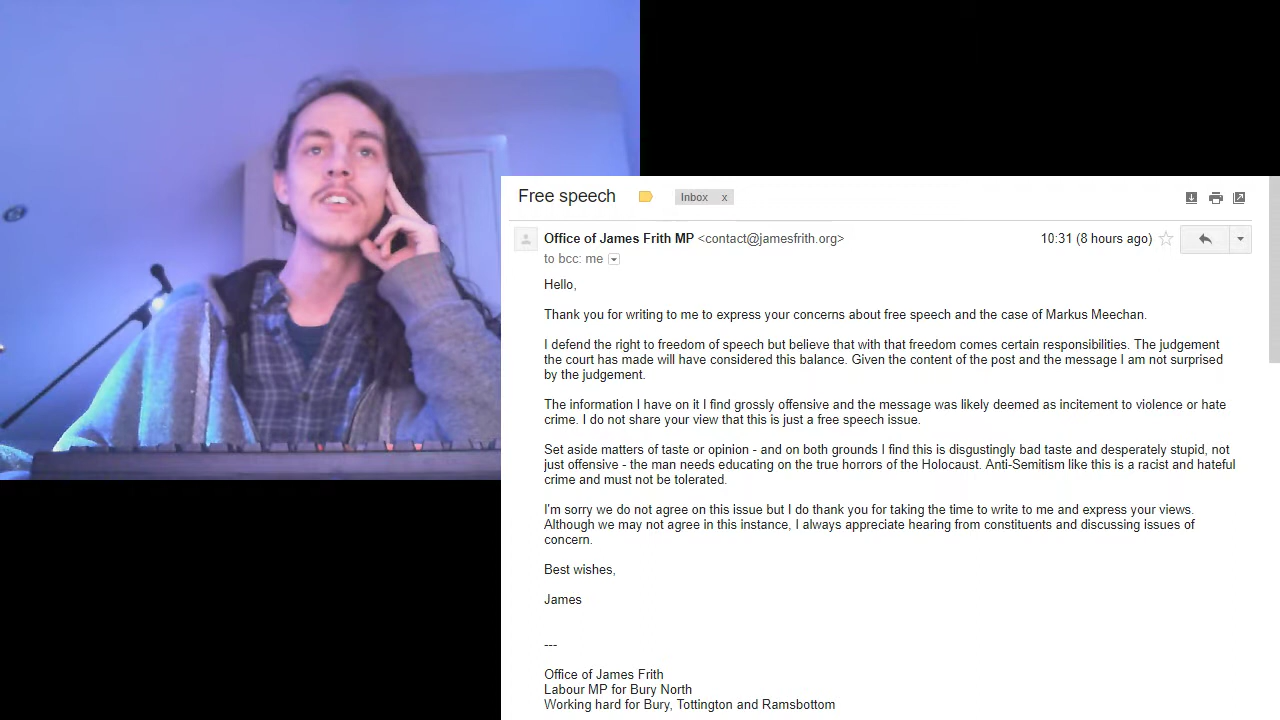 Free speech
Inbox x
Office of James Frith MP <contact@jamesfrith.org>
10:31 (8 hours ago)
to bcc: me
Hello,
Thank you for writing to me to express your concerns about free speech and the case of Markus Meechan.
I defend the right to freedom of speech but believe that with that freedom comes certain responsibilities. The judgement
the court has made will have considered this balance. Given the content of the post and the message I am not surprised
by the judgement.
The information I have on it I find grossly offensive and the message was likely deemed as incitement to violence or hate
crime. I do not share your view that this is just a free speech issue.
Set aside matters of taste or opinion - and on both grounds I find this is disgustingly bad taste and desperately stupid, not
just offensive - the man needs educating on the true horrors of the Holocaust. Anti-Semitism like this is a racist and hateful
crime and must not be tolerated.
I'm sorry we do not agree on this issue but I do thank you for taking the time to write to me and express your views.
Although we may not agree in this instance, I always appreciate hearing from constituents and discussing issues of
concern.
Best wishes,
James
---
Office of James Frith
Labour MP for Bury North
Working hard for Bury, Tottington and Ramsbottom